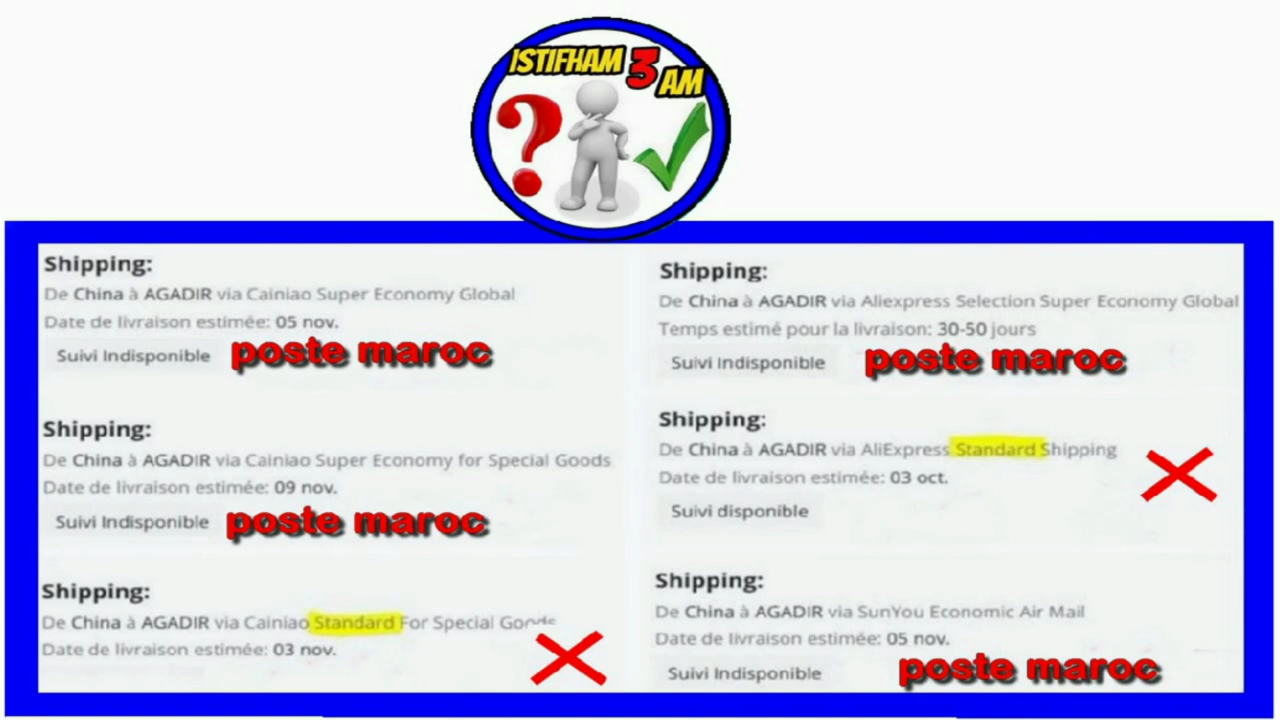 ISTIFHAM 3 AM
Shipping:
De China à AGADIR via Cainiao Super Economy Global
Date de livraison estimée: 05 nov.
Suivi Indisponible poste maroc
Shipping:
De China à AGADIR via Cainiao Super Economy for Special Goods
Date de livraison estimée: 09 nov.
Suivi Indisponible poste maroc
Shipping:
De China à AGADIR via Cainiao Standard For Special Goods
Date de livraison estimée: 03 nov.
Shipping:
De China à AGADIR via Aliexpress Selection Super Economy Global
Temps estimé pour la livraison: 30-50 jours
Suivi Indisponible poste maroc
Shipping:
De China à AGADIR via AliExpress Standard Shipping
Date de livraison estimée: 03 oct.
Suivi disponible
Shipping:
De China à AGADIR via SunYou Economic Air Mail
Date de livraison estimée: 05 nov.
Suivi Indisponible poste maroc